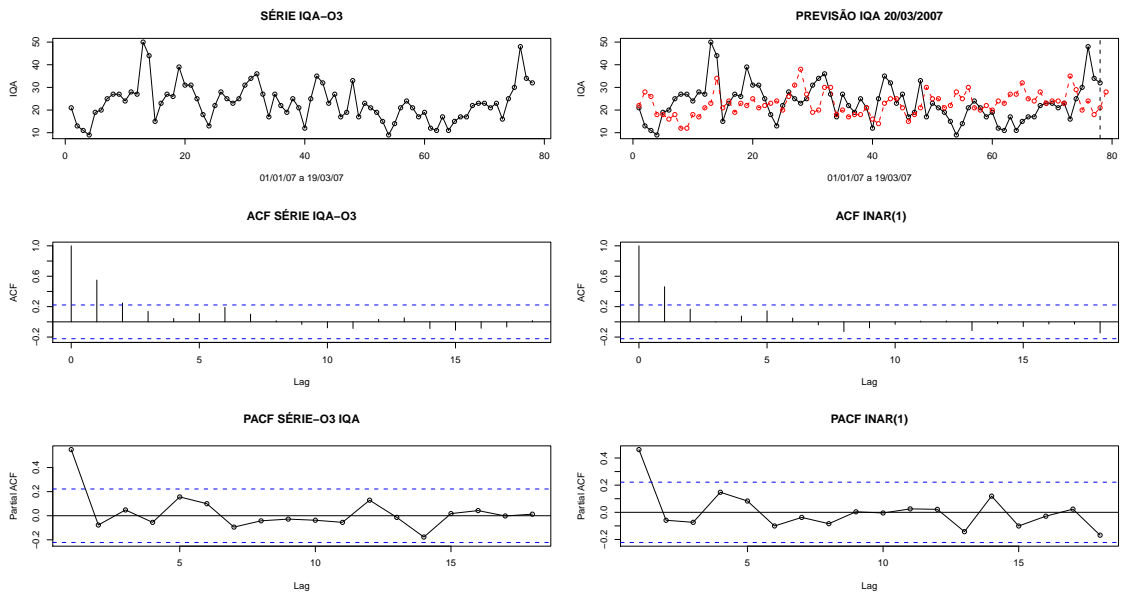 SÉRIE IQA−O3
IQA
10 20 30 40 50
0 20 40 60 80
01/01/07 a 19/03/07
PREVISÃO IQA 20/03/2007
IQA
10 20 30 40 50
0 20 40 60 80
01/01/07 a 19/03/07
ACF SÉRIE IQA−O3
ACF
−0.2 0.2 0.6 1.0
0 5 10 15
Lag
ACF INAR(1)
ACF
−0.2 0.2 0.6 1.0
0 5 10 15
Lag
PACF SÉRIE−O3 IQA
Partial ACF
−0.2 0.0 0.2 0.4
5 10 15
Lag
PACF INAR(1)
Partial ACF
−0.2 0.0 0.2 0.4
5 10 15
Lag